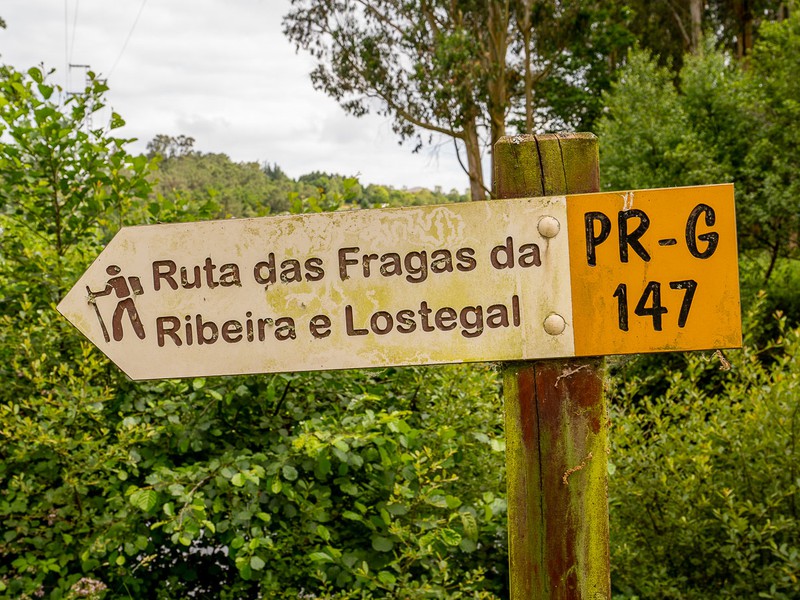 Ruta das Fragas da
Ribeira e Lostegal
PR-G
147